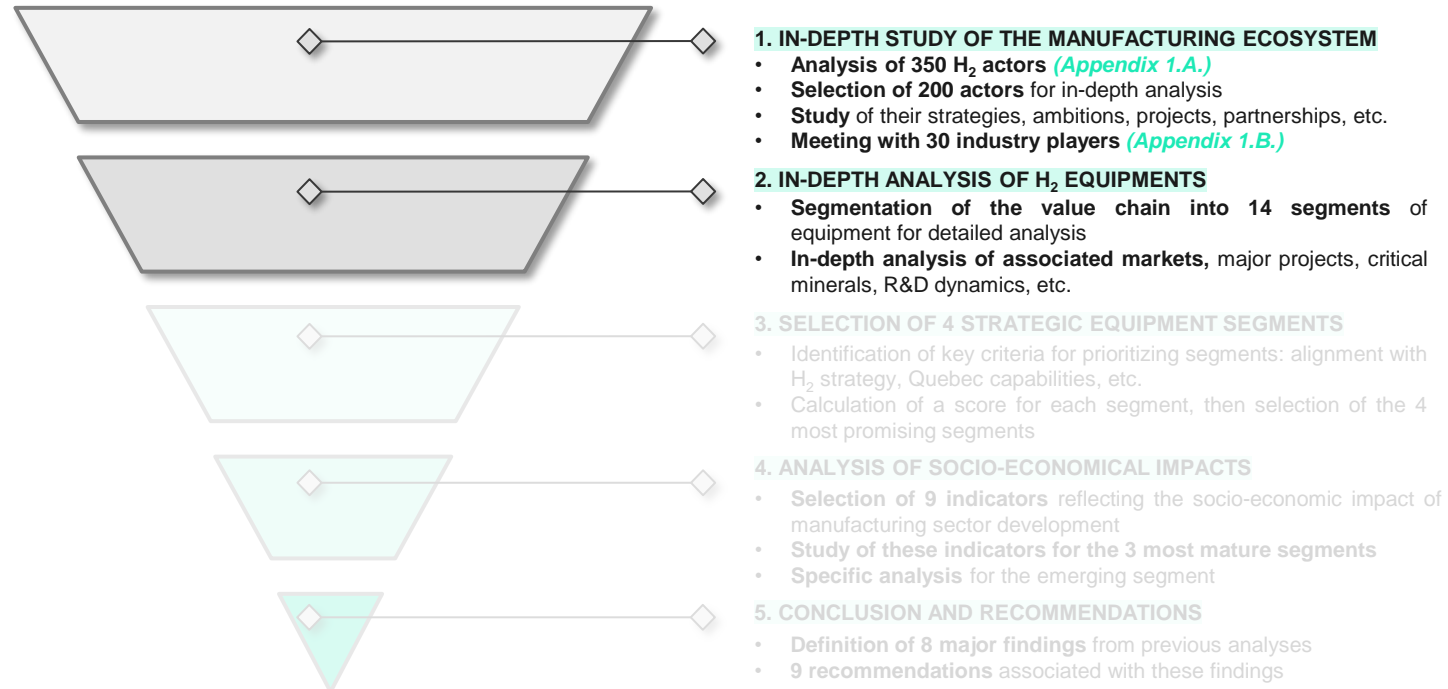 1. IN-DEPTH STUDY OF THE MANUFACTURING ECOSYSTEM
• Analysis of 350 H₂ actors (Appendix 1.A.)
• Selection of 200 actors for in-depth analysis
• Study of their strategies, ambitions, projects, partnerships, etc.
• Meeting with 30 industry players (Appendix 1.B.)
2. IN-DEPTH ANALYSIS OF H₂ EQUIPMENTS
• Segmentation of the value chain into 14 segments of
equipment for detailed analysis
• In-depth analysis of associated markets, major projects, critical
minerals, R&D dynamics, etc.
3. SELECTION OF 4 STRATEGIC EQUIPMENT SEGMENTS
• Identification of key criteria for prioritizing segments: alignment with
H₂ strategy, Quebec capabilities, etc.
• Calculation of a score for each segment, then selection of the 4
most promising segments
4. ANALYSIS OF SOCIO-ECONOMICAL IMPACTS
• Selection of 9 indicators reflecting the socio-economic impact of
manufacturing sector development
• Study of these indicators for the 3 most mature segments
• Specific analysis for the emerging segment
5. CONCLUSION AND RECOMMENDATIONS
• Definition of 8 major findings from previous analyses
• 9 recommendations associated with these findings